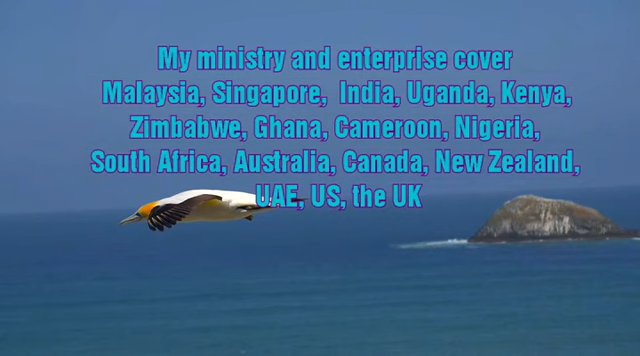 My ministry and enterprise cover
Malaysia, Singapore, India, Uganda, Kenya,
Zimbabwe, Ghana, Cameroon, Nigeria,
South Africa, Australia, Canada, New Zealand,
UAE, US, the UK